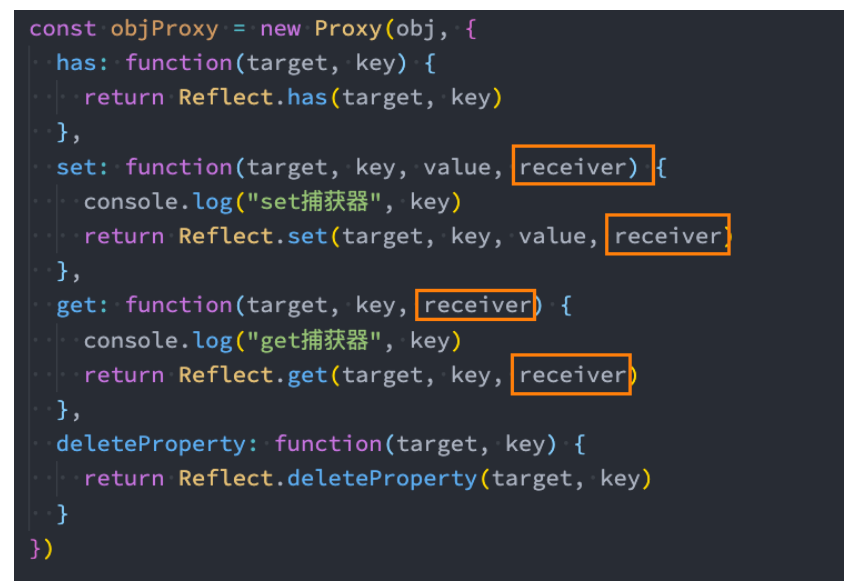 const objProxy = new Proxy(obj, {
  has: function(target, key) {
    return Reflect.has(target, key)
  },
  set: function(target, key, value, receiver) {
    console.log("set捕获器", key)
    return Reflect.set(target, key, value, receiver)
  },
  get: function(target, key, receiver) {
    console.log("get捕获器", key)
    return Reflect.get(target, key, receiver)
  },
  deleteProperty: function(target, key) {
    return Reflect.deleteProperty(target, key)
  }
})